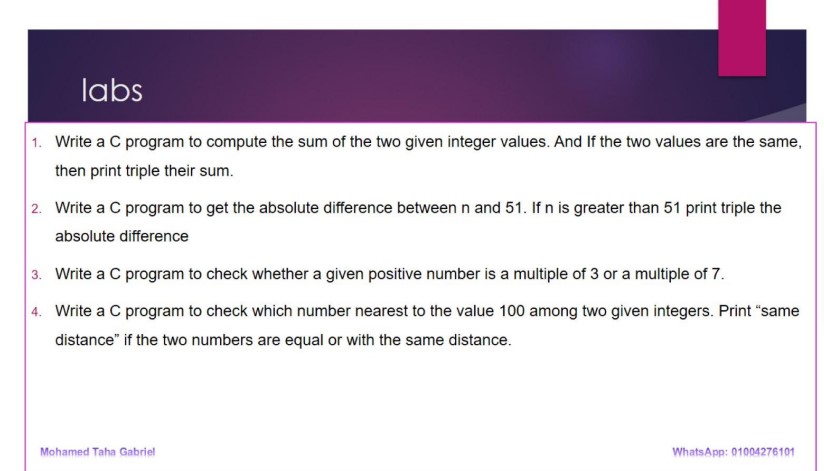 labs
1. Write a C program to compute the sum of the two given integer values. And If the two values are the same,
then print triple their sum.
2. Write a C program to get the absolute difference between n and 51. If n is greater than 51 print triple the
absolute difference
3. Write a C program to check whether a given positive number is a multiple of 3 or a multiple of 7.
4. Write a C program to check which number nearest to the value 100 among two given integers. Print “same
distance” if the two numbers are equal or with the same distance.
Mohamed Taha Gabriel
WhatsApp: 01004276101